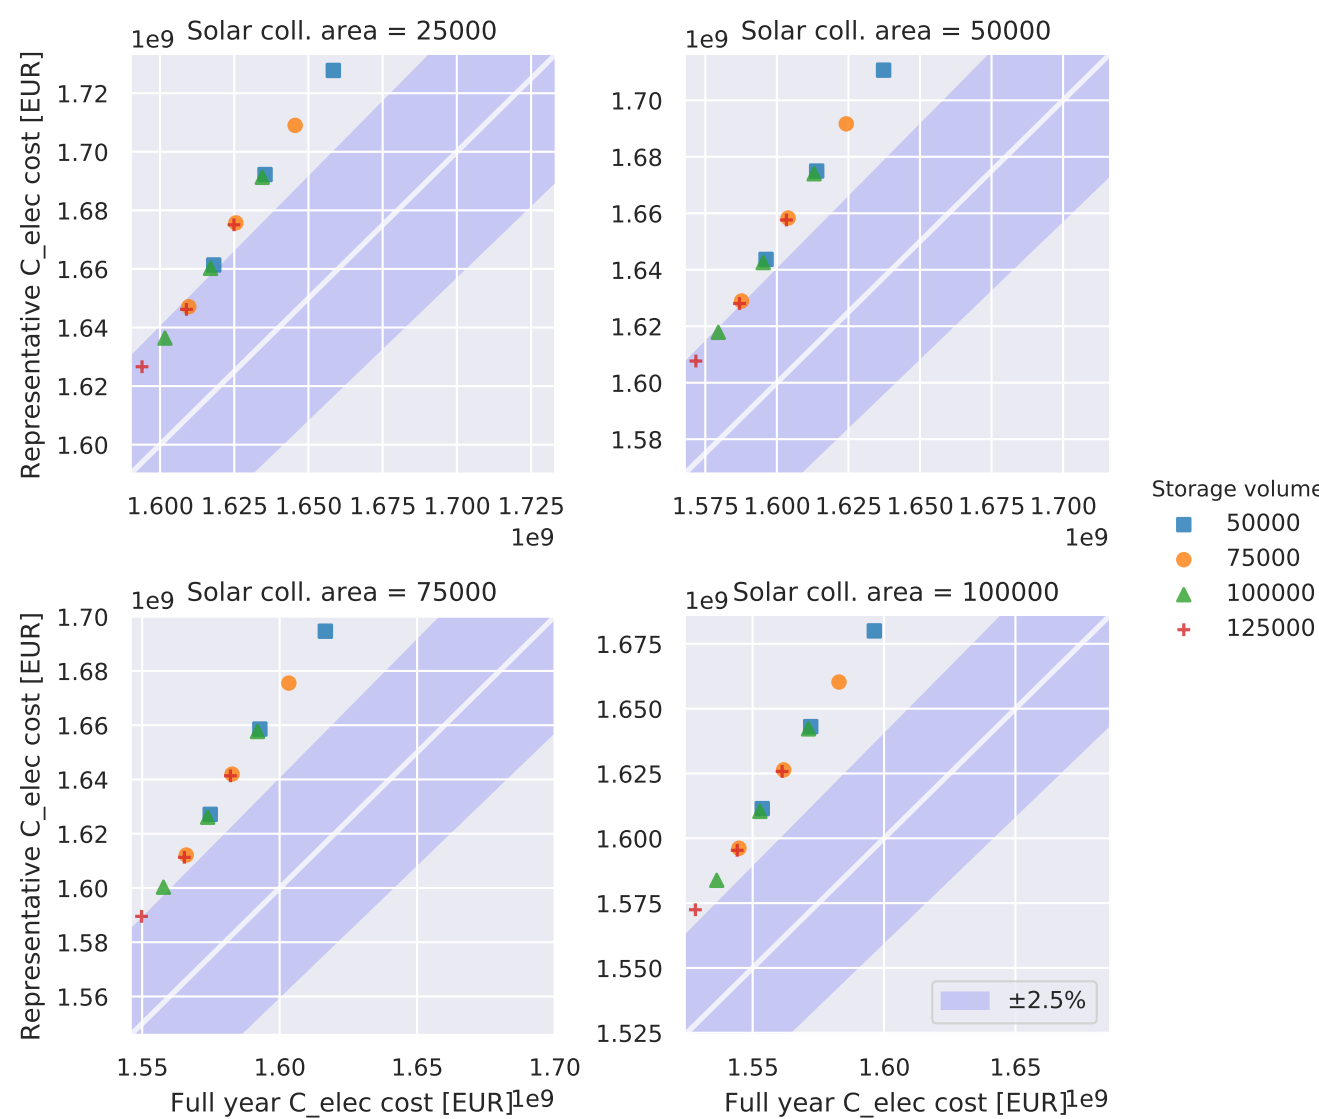 1e9 Solar coll. area = 25000
Representative C_elec cost [EUR]
1.72
1.70
1.68
1.66
1.64
1.62
1.60
1.600 1.625 1.650 1.675 1.700 1.725
1e9
1e9 Solar coll. area = 50000
1.70
1.68
1.66
1.64
1.62
1.60
1.58
1.575 1.600 1.625 1.650 1.675 1.700
1e9
Storage volume
50000
75000
100000
125000
1e9 Solar coll. area = 75000
Representative C_elec cost [EUR]
1.70
1.68
1.66
1.64
1.62
1.60
1.58
1.56
1.55 1.60 1.65 1.70
Full year C_elec cost [EUR] 1e9
1e9 Solar coll. area = 100000
1.675
1.650
1.625
1.600
1.575
1.550
1.525
±2.5%
1.55 1.60 1.65
Full year C_elec cost [EUR] 1e9